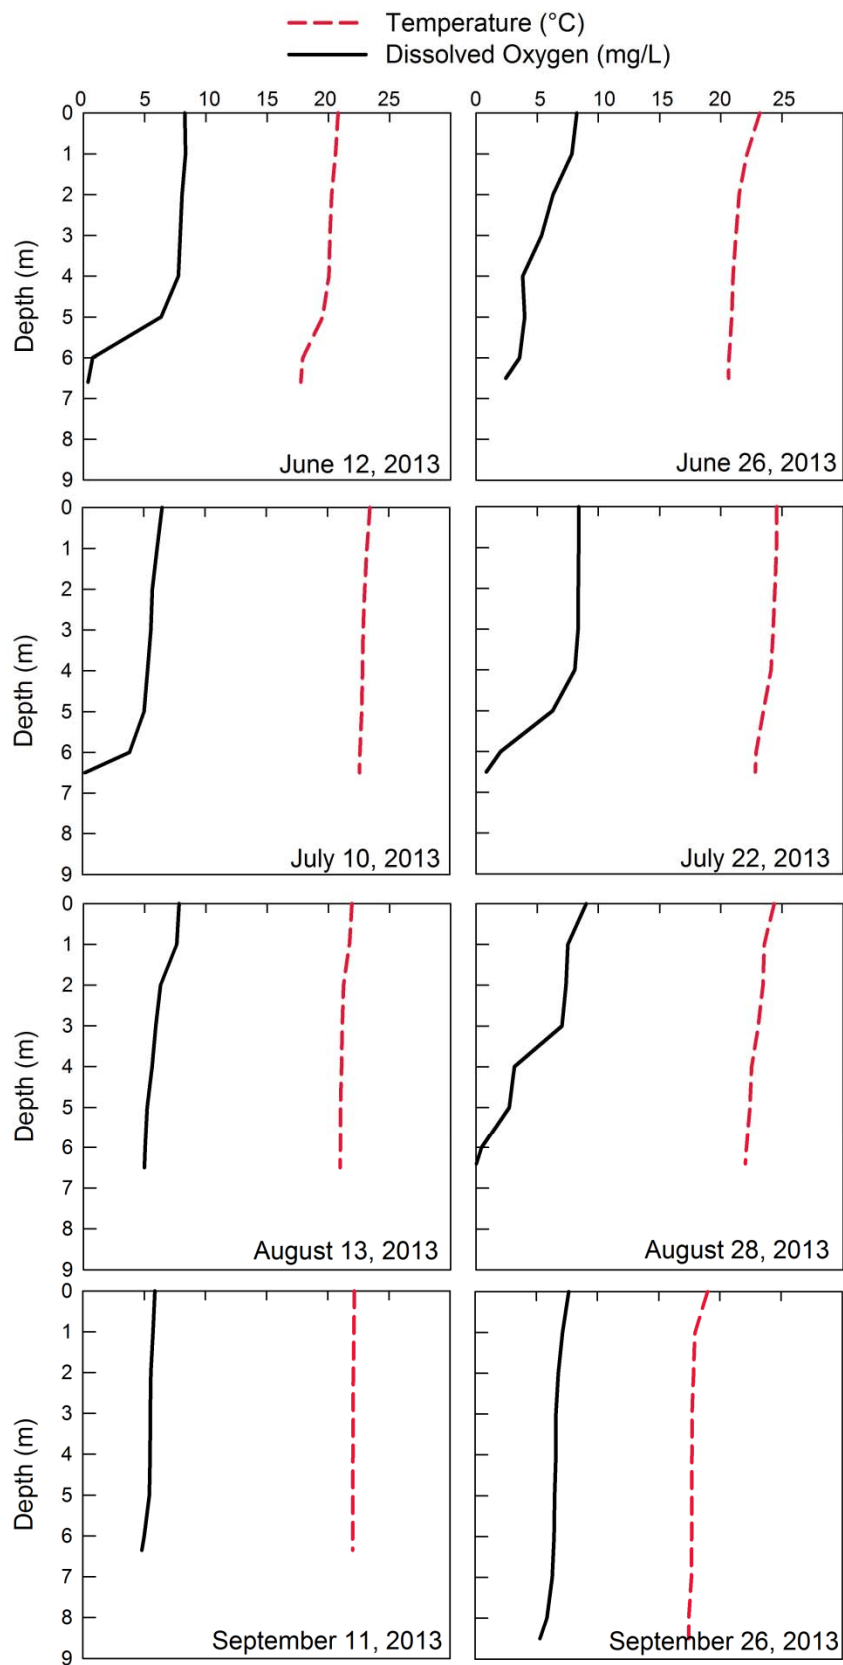 Temperature (°C)
Dissolved Oxygen (mg/L)
0 5 10 15 20 25 0 5 10 15 20 25
0
1
2
3
4
5
6
7
8
9
Depth (m)
June 12, 2013
June 26, 2013
0
1
2
3
4
5
6
7
8
9
Depth (m)
July 10, 2013
July 22, 2013
0
1
2
3
4
5
6
7
8
9
Depth (m)
August 13, 2013
August 28, 2013
0
1
2
3
4
5
6
7
8
9
Depth (m)
September 11, 2013
September 26, 2013